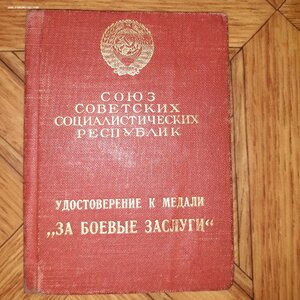 СОЮЗ
СОВЕТСКИХ
СОЦИАЛИСТИЧЕСКИХ
РЕСПУБЛИК
УДОСТОВЕРЕНИЕ К МЕДАЛИ
„ЗА БОЕВЫЕ ЗАСЛУГИ“